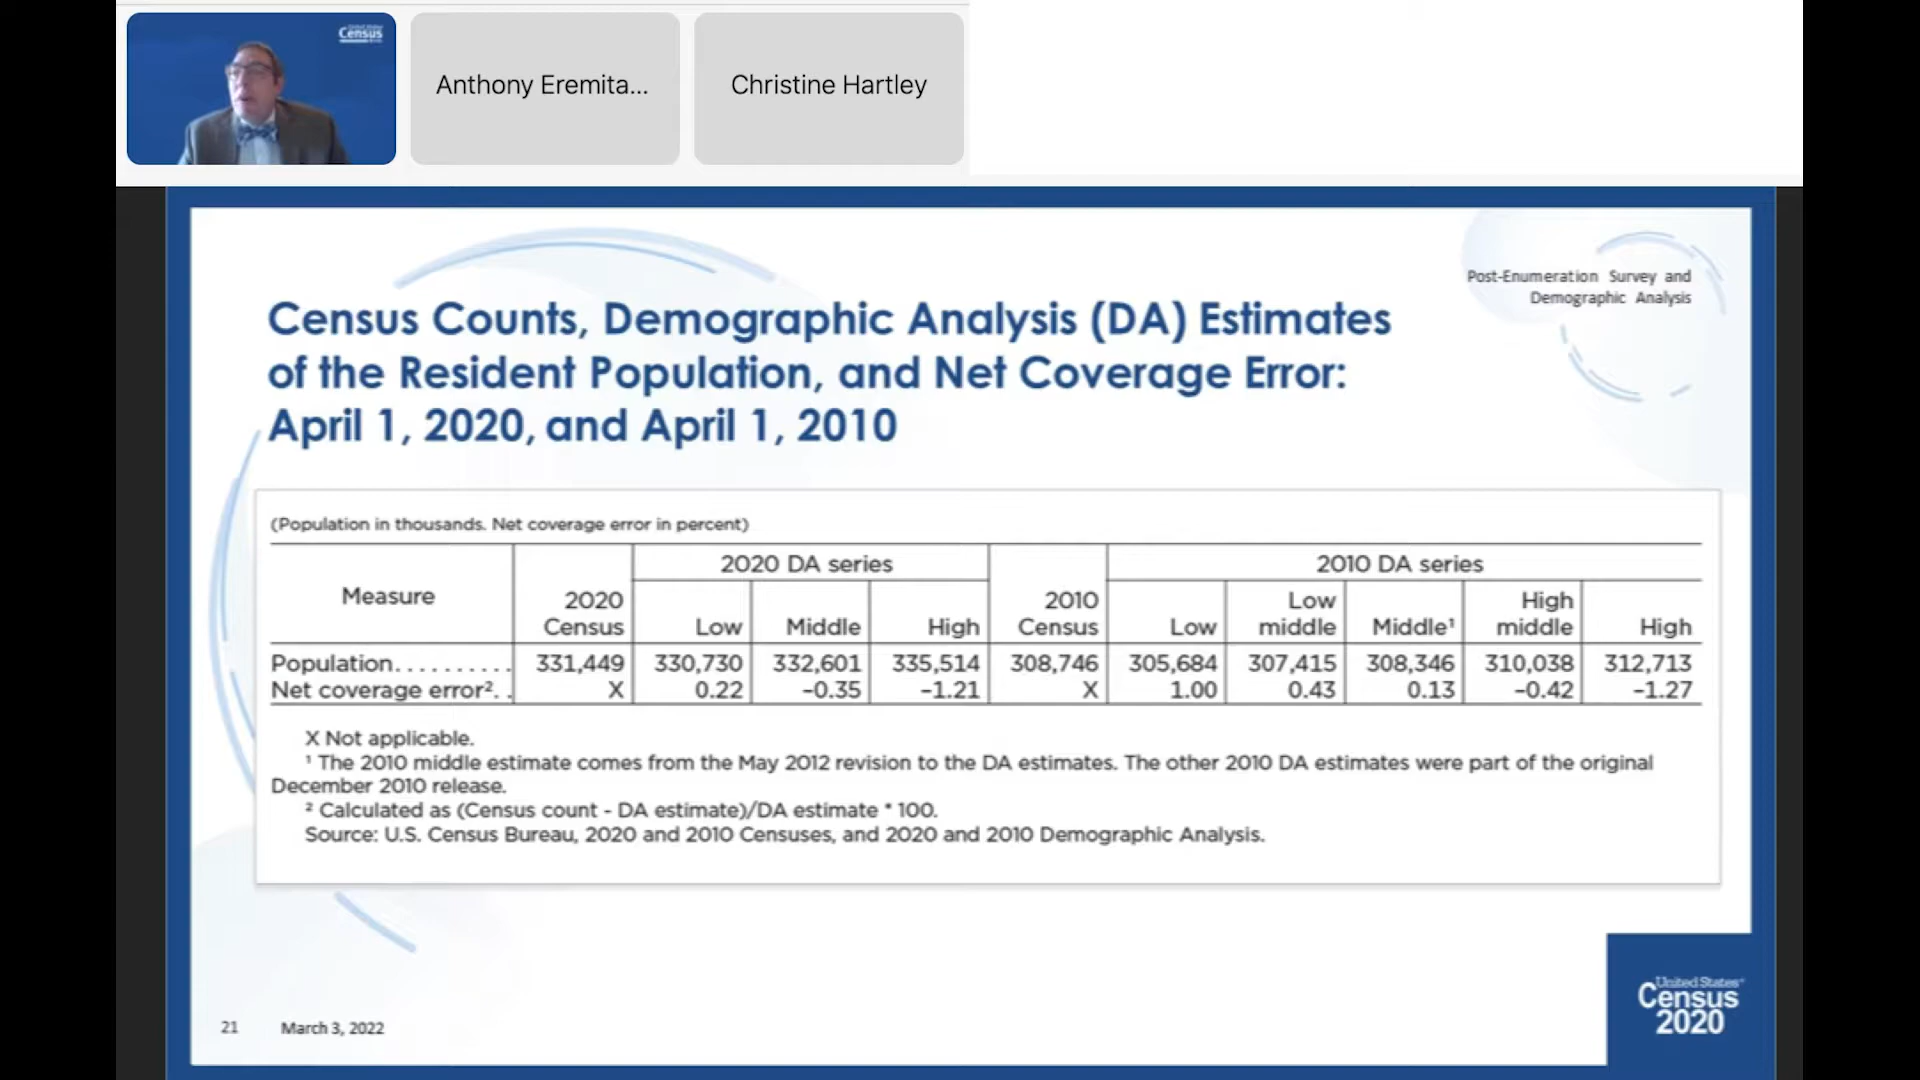 Census
Anthony Eremita...
Christine Hartley
Post-Enumeration Survey and
Demographic Analysis
Census Counts, Demographic Analysis (DA) Estimates
of the Resident Population, and Net Coverage Error:
April 1, 2020, and April 1, 2010
(Population in thousands. Net coverage error in percent)
Measure 2020 Census 2020 DA series 2010 Census 2010 DA series
Low Middle High Low Low middle Middle¹ High middle High
Population.......... 331,449 330,730 332,601 335,514 308,746 305,684 307,415 308,346 310,038 312,713
Net coverage error². . X 0.22 –0.35 –1.21 X 1.00 0.43 0.13 –0.42 –1.27
X Not applicable.
¹ The 2010 middle estimate comes from the May 2012 revision to the DA estimates. The other 2010 DA estimates were part of the original
December 2010 release.
² Calculated as (Census count - DA estimate)/DA estimate * 100.
Source: U.S. Census Bureau, 2020 and 2010 Censuses, and 2020 and 2010 Demographic Analysis.
21 March 3, 2022
United States
Census
2020